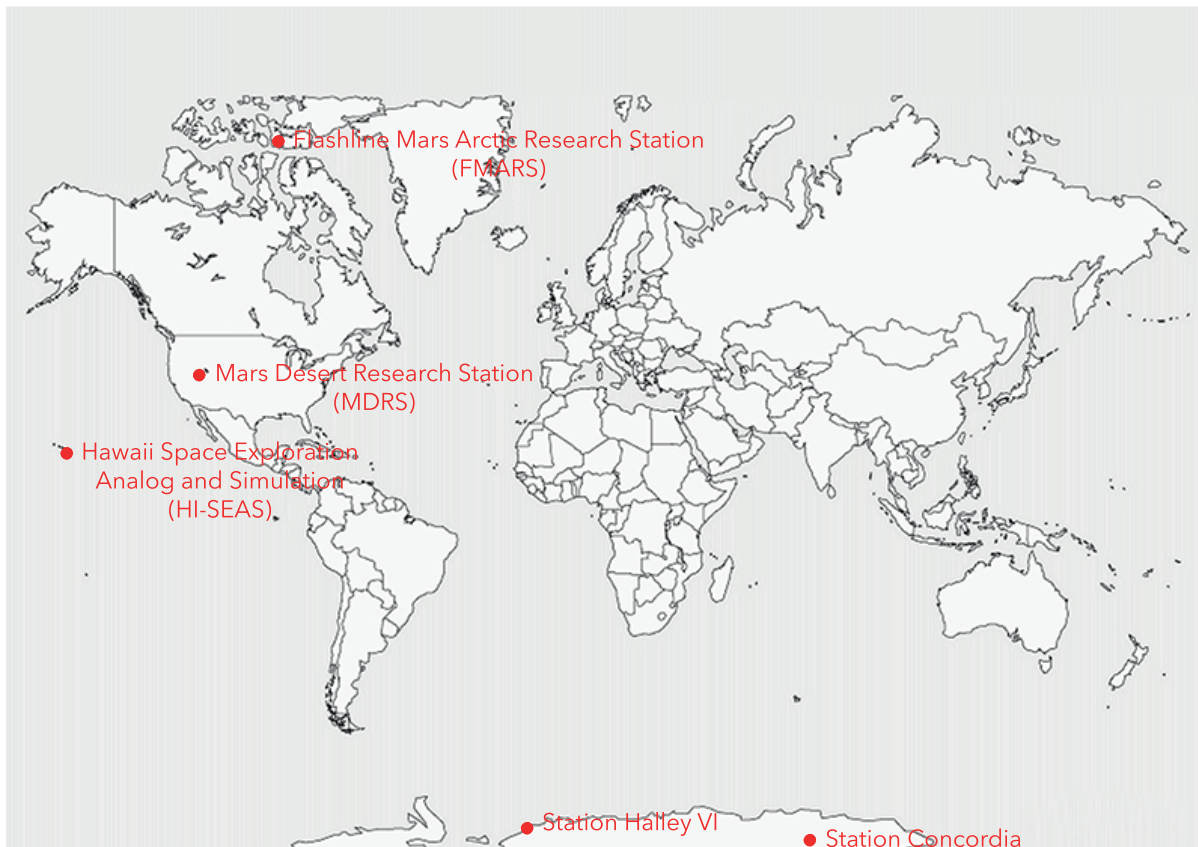 Flashline Mars Arctic Research Station
(FMARS)
Mars Desert Research Station
(MDRS)
Hawaii Space Exploration
Analog and Simulation
(HI-SEAS)
Station Halley VI
Station Concordia